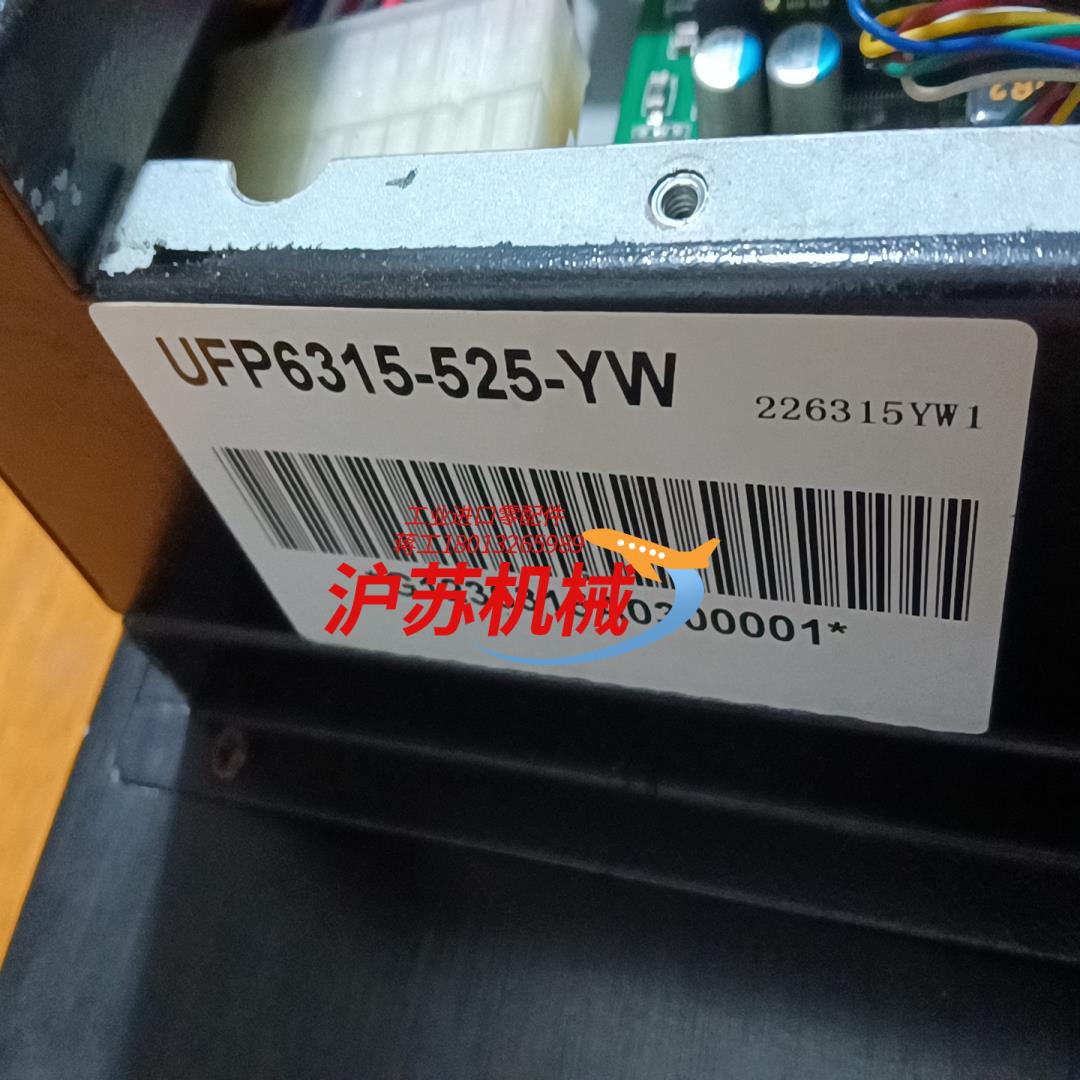 UFP6315-525-YW
226315YW1
工业进口零配件
蒋工18013265989
沪苏机械
00001*